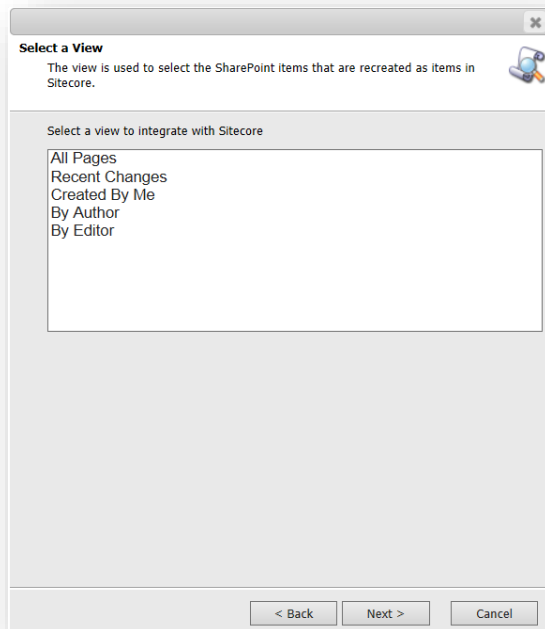 Select a View
The view is used to select the SharePoint items that are recreated as items in
Sitecore.
Select a view to integrate with Sitecore
All Pages
Recent Changes
Created By Me
By Author
By Editor
< Back
Next >
Cancel